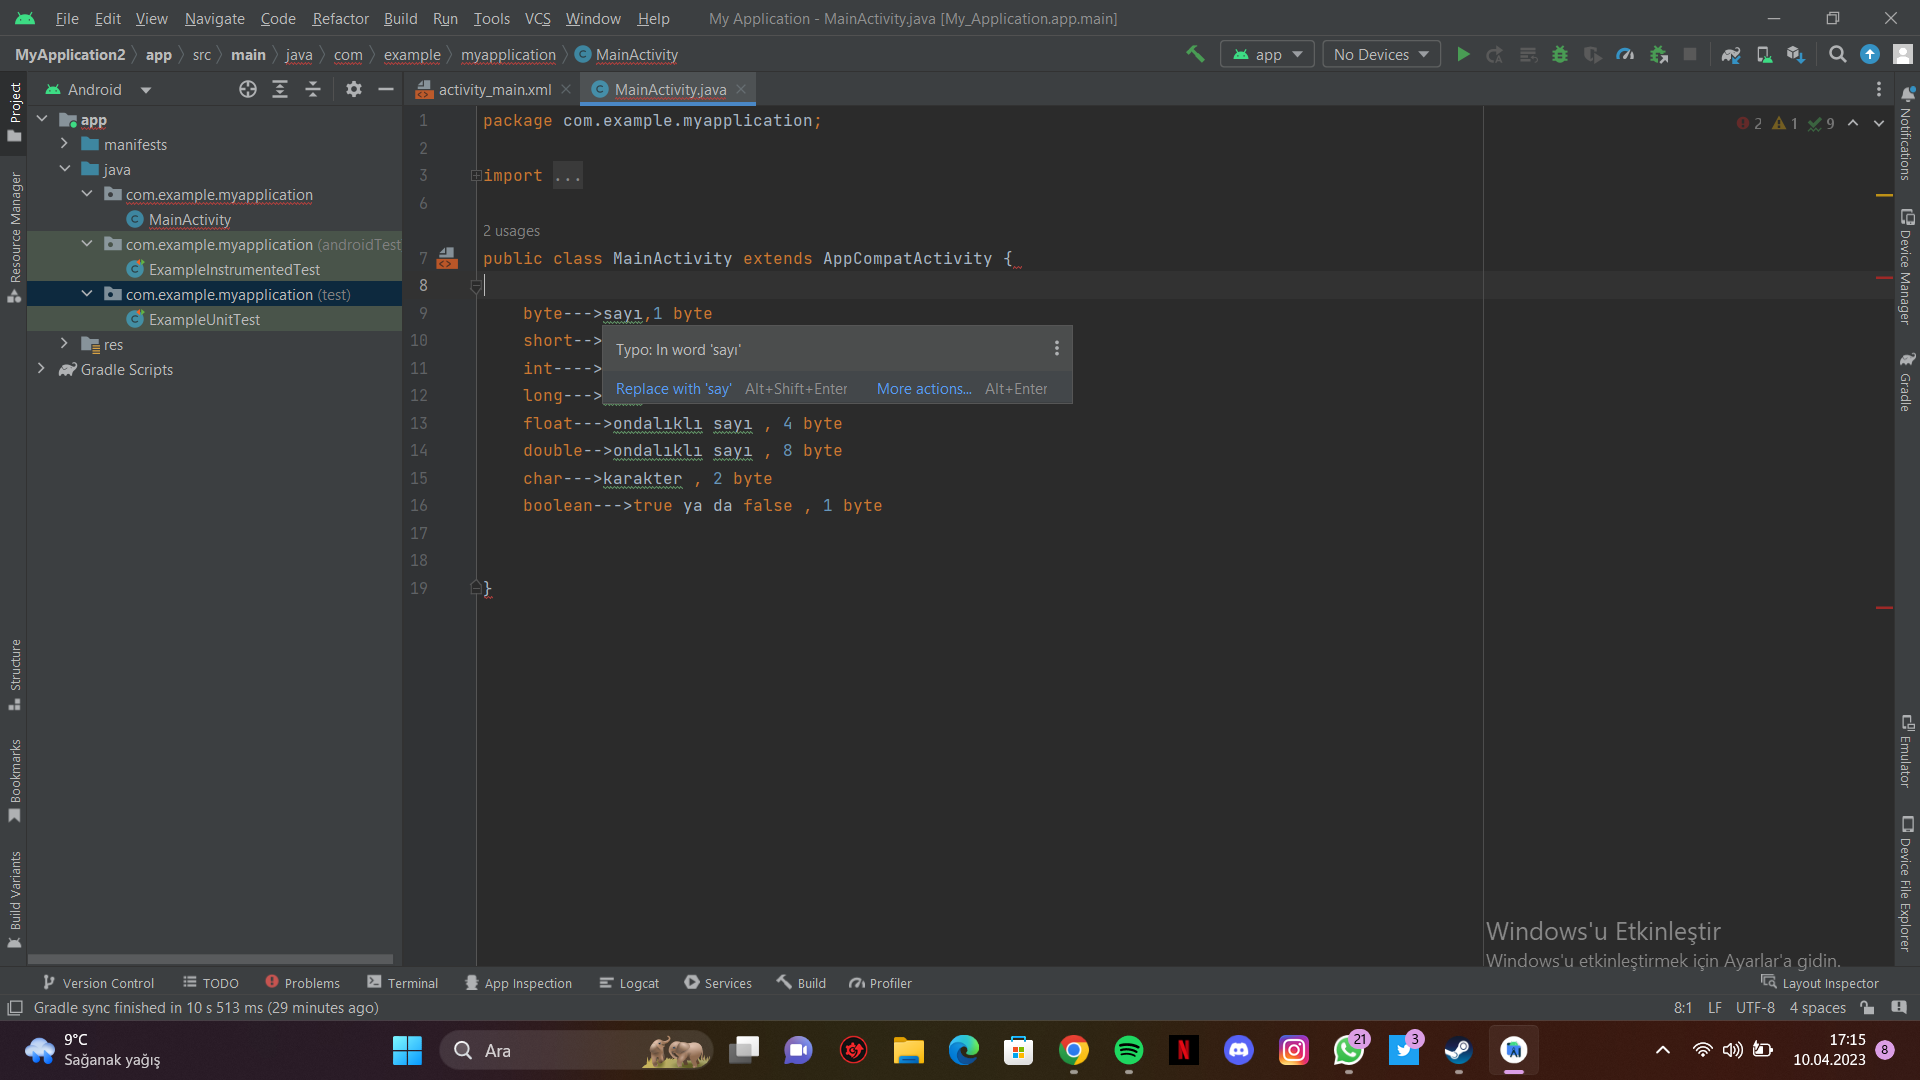 File Edit View Navigate Code Refactor Build Run Tools VCS Window Help My Application - MainActivity.java [My_Application.app.main]
MyApplication2 app src main java com example myapplication MainActivity app No Devices
Project Android activity_main.xml MainActivity.java
app
manifests
java
com.example.myapplication
MainActivity
com.example.myapplication (androidTest
ExampleInstrumentedTest
com.example.myapplication (test)
ExampleUnitTest
res
Gradle Scripts
Resource Manager
Structure
Bookmarks
Build Variants
1 package com.example.myapplication;
2
3 import ...
6
2 usages
7 public class MainActivity extends AppCompatActivity {
8
9 byte--->sayı,1 byte
10 short-->
11 int---->
12 long--->
13 float--->ondalıklı sayı , 4 byte
14 double-->ondalıklı sayı , 8 byte
15 char--->karakter , 2 byte
16 boolean--->true ya da false , 1 byte
17
18
19 }
Typo: In word 'sayı'
Replace with 'say' Alt+Shift+Enter More actions... Alt+Enter
2 1 9
Notifications
Device Manager
Gradle
Emulator
Device File Explorer
Windows'u Etkinleştir
Windows'u etkinleştirmek için Ayarlar'a gidin.
Version Control TODO Problems Terminal App Inspection Logcat Services Build Profiler Layout Inspector
Gradle sync finished in 10 s 513 ms (29 minutes ago) 8:1 LF UTF-8 4 spaces
9°C
Sağanak yağış
Ara
21
3
17:15
10.04.2023
8